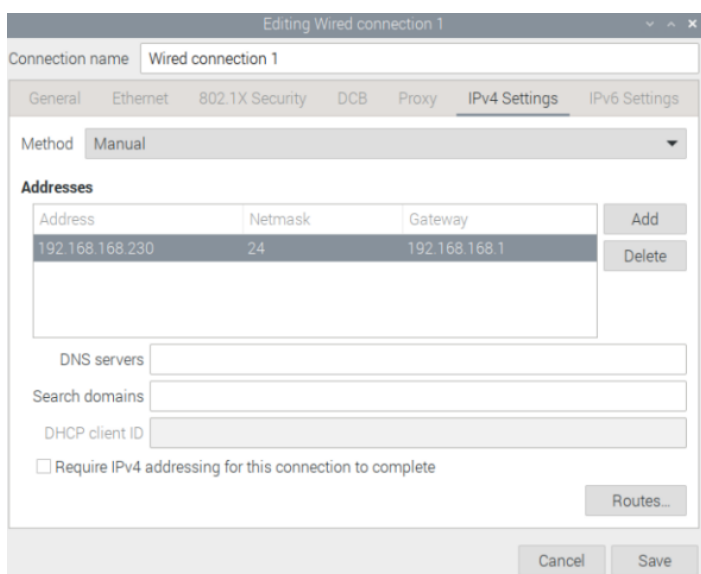 Editing Wired connection 1
Connection name Wired connection 1
General Ethernet 802.1X Security DCB Proxy IPv4 Settings IPv6 Settings
Method Manual
Addresses
Address Netmask Gateway Add
192.168.168.230 24 192.168.168.1 Delete
DNS servers
Search domains
DHCP client ID
Require IPv4 addressing for this connection to complete
Routes...
Cancel Save